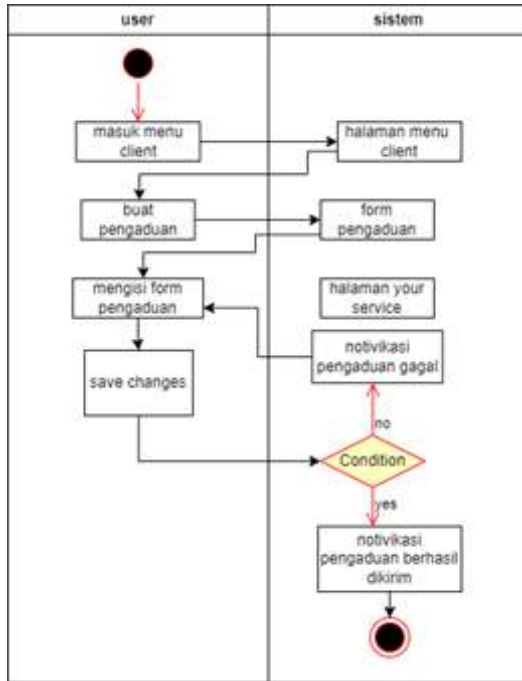 user
sistem
masuk menu
client
halaman menu
client
buat
pengaduan
form
pengaduan
mengisi form
pengaduan
halaman your
service
notivikasi
pengaduan gagal
save changes
no
Condition
yes
notivikasi
pengaduan berhasil
dikirim